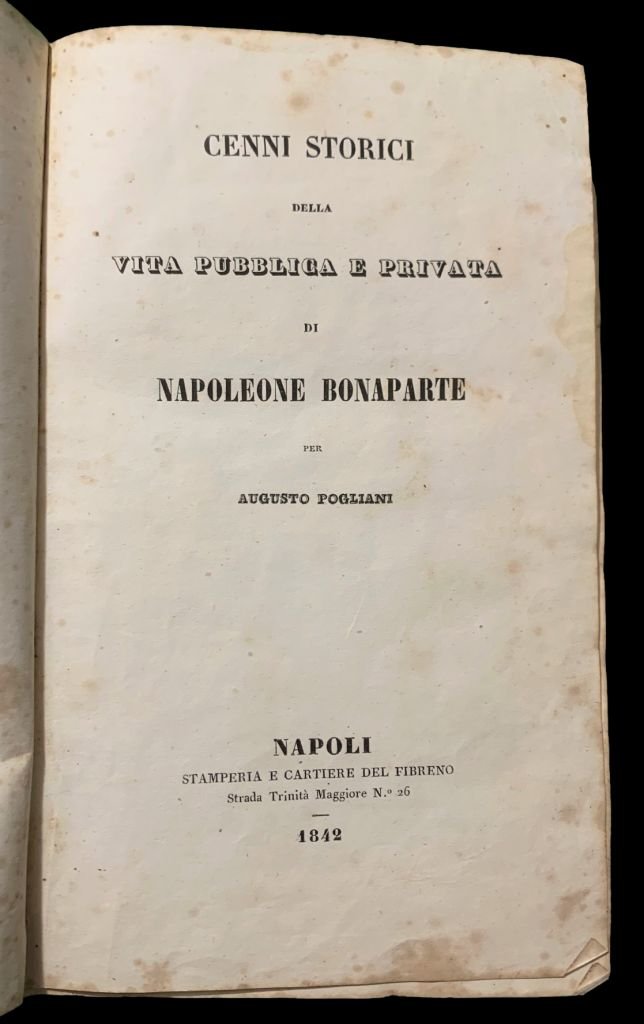 CENNI STORICI
DELLA
VITA PUBBLICA E PRIVATA
DI
NAPOLEONE BONAPARTE
PER
AUGUSTO POGLIANI
NAPOLI
STAMPERIA E CARTIERE DEL FIBRENO
Strada Trinità Maggiore N.º 26
1842